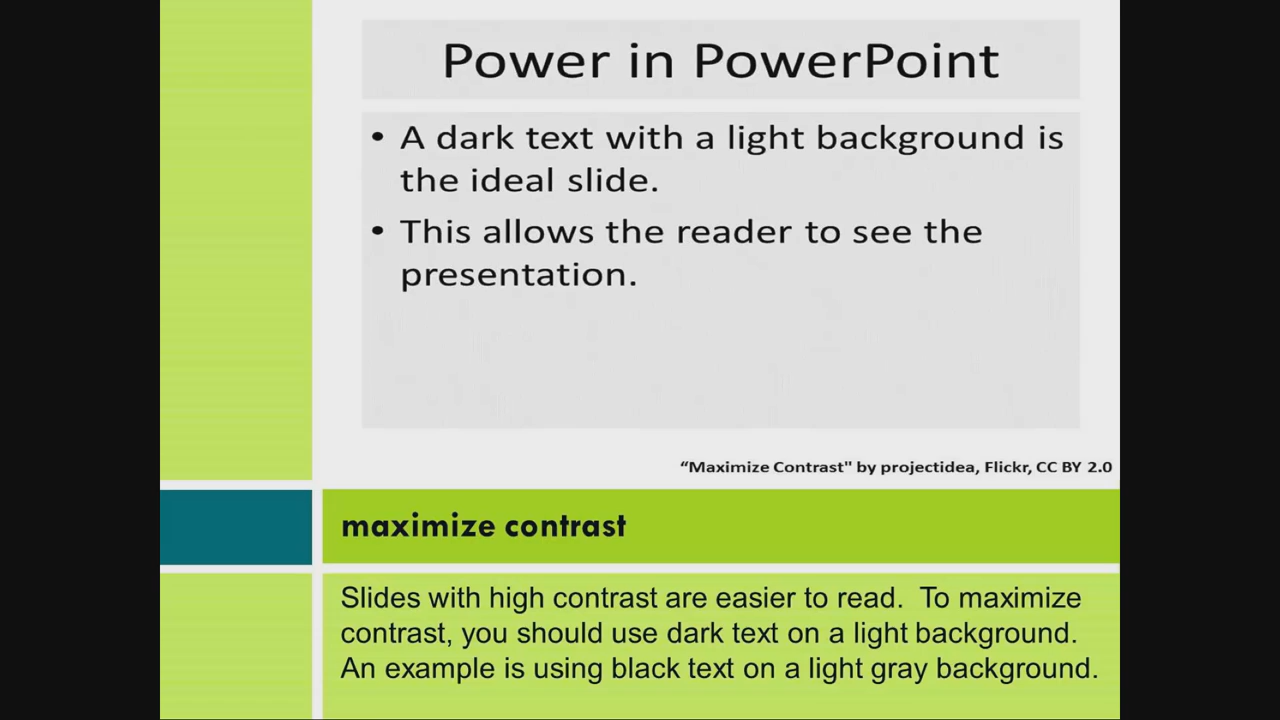 Power in PowerPoint
• A dark text with a light background is
the ideal slide.
• This allows the reader to see the
presentation.
“Maximize Contrast" by projectidea, Flickr, CC BY 2.0
maximize contrast
Slides with high contrast are easier to read.  To maximize
contrast, you should use dark text on a light background.
An example is using black text on a light gray background.